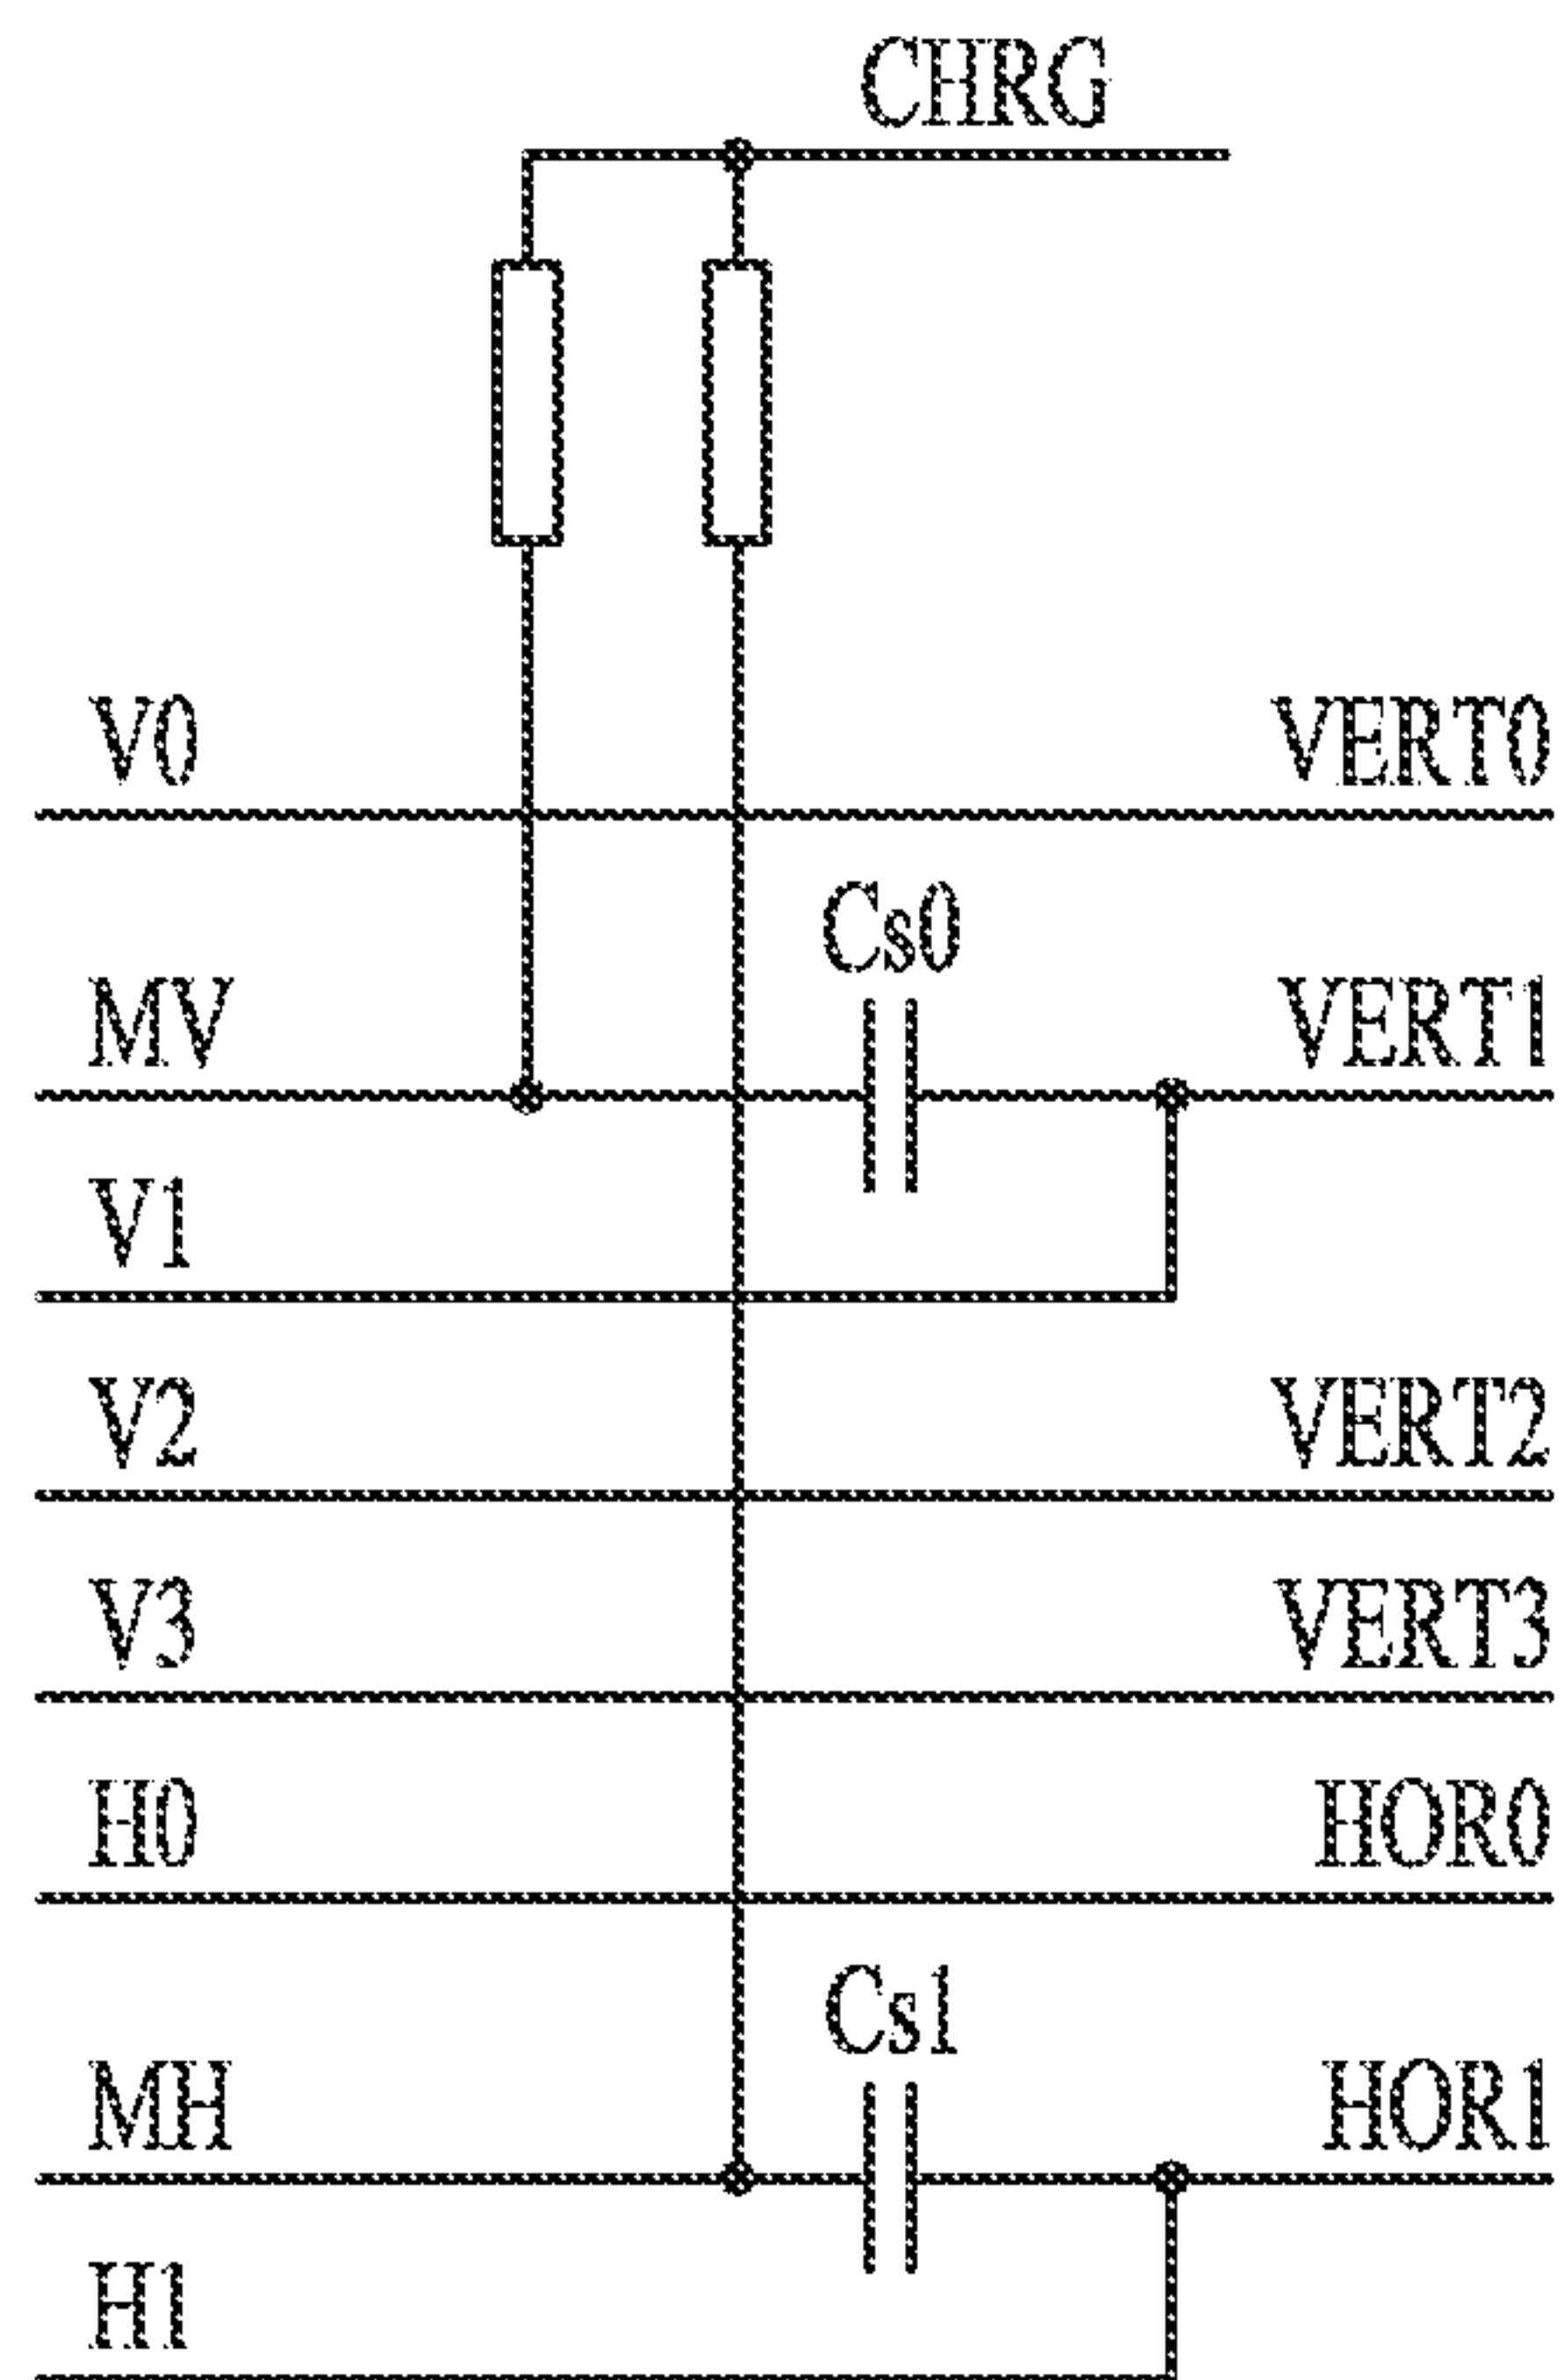 CHRG
V0 VERT0
Cs0
MV VERT1
V1
V2 VERT2
V3 VERT3
H0 HOR0
Cs1
MH HOR1
H1